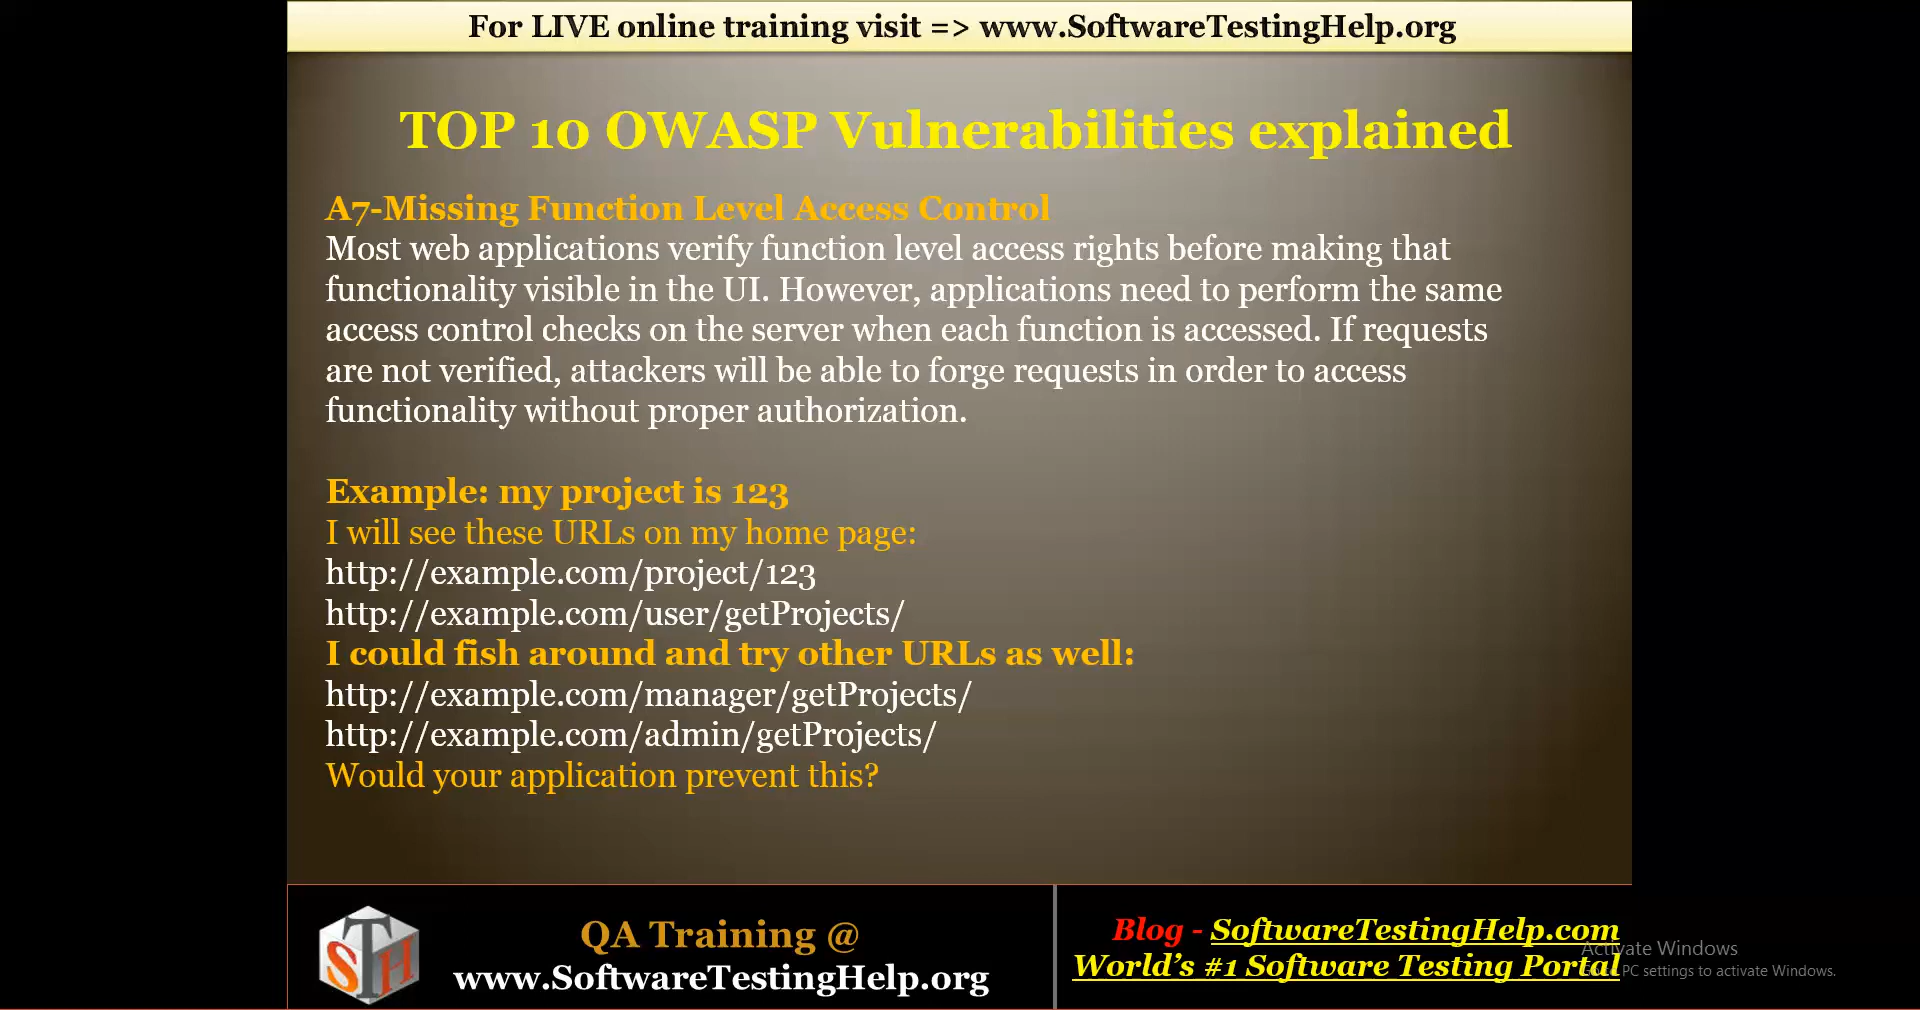 For LIVE online training visit => www.SoftwareTestingHelp.org
TOP 10 OWASP Vulnerabilities explained
A7-Missing Function Level Access Control
Most web applications verify function level access rights before making that
functionality visible in the UI. However, applications need to perform the same
access control checks on the server when each function is accessed. If requests
are not verified, attackers will be able to forge requests in order to access
functionality without proper authorization.
Example: my project is 123
I will see these URLs on my home page:
http://example.com/project/123
http://example.com/user/getProjects/
I could fish around and try other URLs as well:
http://example.com/manager/getProjects/
http://example.com/admin/getProjects/
Would your application prevent this?
STH
QA Training @
www.SoftwareTestingHelp.org
Blog - SoftwareTestingHelp.com
World's #1 Software Testing Portal
Activate Windows
PC settings to activate Windows.